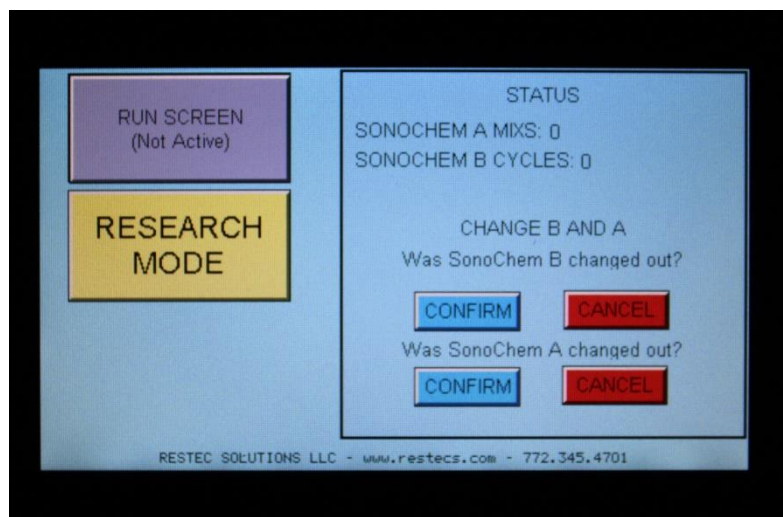 RUN SCREEN
(Not Active)
RESEARCH
MODE
STATUS
SONOCHEM A MIXS: 0
SONOCHEM B CYCLES: 0
CHANGE B AND A
Was SonoChem B changed out?
CONFIRM CANCEL
Was SonoChem A changed out?
CONFIRM CANCEL
RESTEC SOLUTIONS LLC - www.restecs.com - 772.345.4701